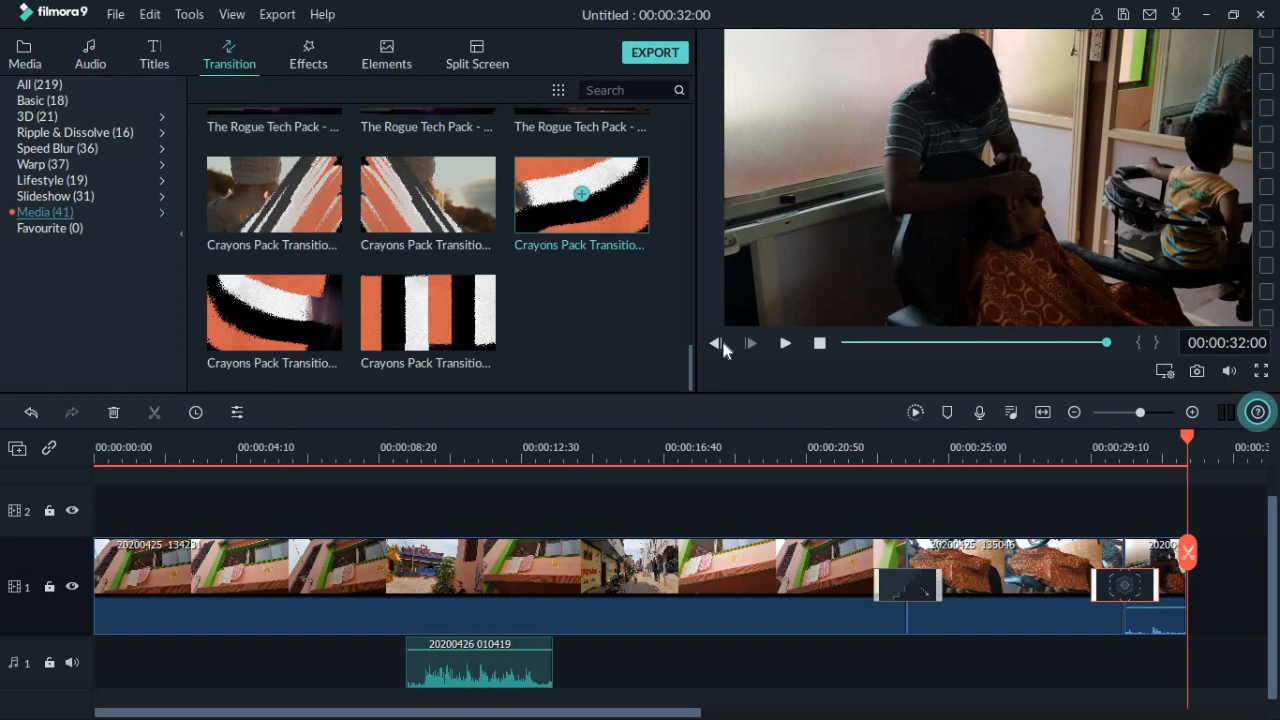 filmora9
File Edit Tools View Export Help
Untitled : 00:00:32:00
Media Audio Titles Transition Effects Elements Split Screen
EXPORT
All (219)
Basic (18)
3D (21)
Ripple & Dissolve (16)
Speed Blur (36)
Warp (37)
Lifestyle (19)
Slideshow (31)
Media (41)
Favourite (0)
Search
The Rogue Tech Pack - ... The Rogue Tech Pack - ... The Rogue Tech Pack - ...
Crayons Pack Transitio... Crayons Pack Transitio... Crayons Pack Transitio...
Crayons Pack Transitio... Crayons Pack Transitio...
00:00:32:00
00:00:00:00 00:00:04:10 00:00:08:20 00:00:12:30 00:00:16:40 00:00:20:50 00:00:25:00 00:00:29:10 00:00:3
2
20200425 134231 20200425 135046 20200
1
20200426 010419
1